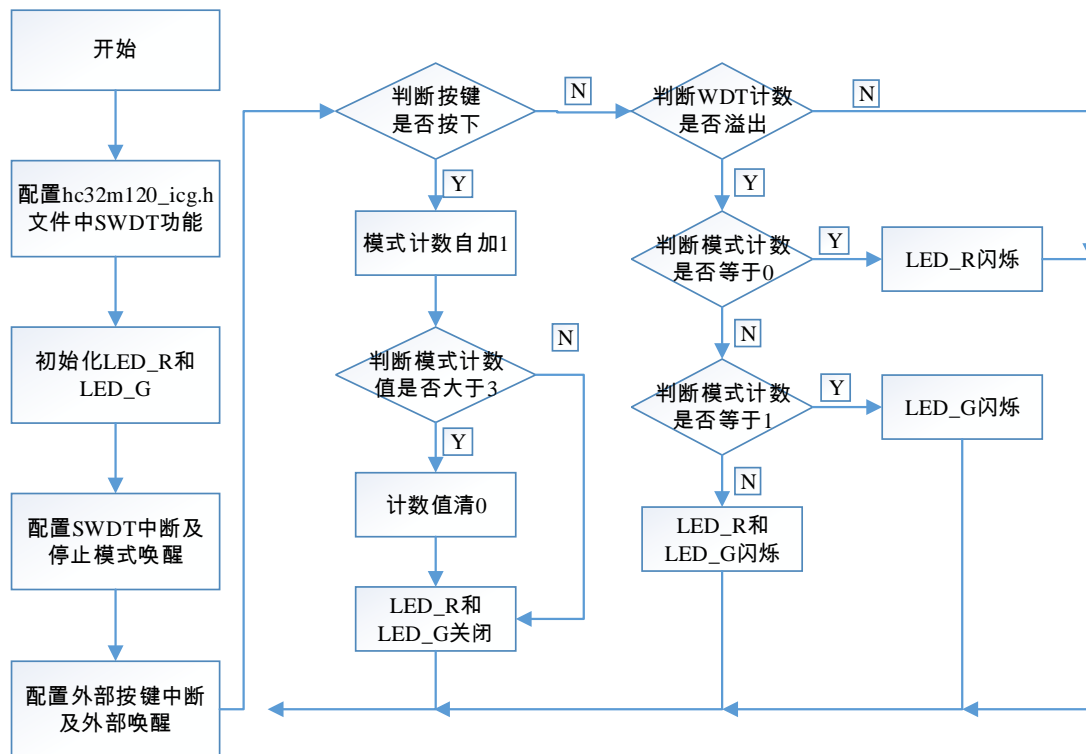 开始
配置hc32m120_icg.h
文件中SWDT功能
初始化LED_R和
LED_G
配置SWDT中断及
停止模式唤醒
配置外部按键中断
及外部唤醒
判断按键
是否按下
N
Y
模式计数自加1
判断模式计数
值是否大于3
N
Y
计数值清0
LED_R和
LED_G关闭
判断WDT计数
是否溢出
N
Y
判断模式计数
是否等于0
Y
LED_R闪烁
N
判断模式计数
是否等于1
Y
LED_G闪烁
N
LED_R和
LED_G闪烁